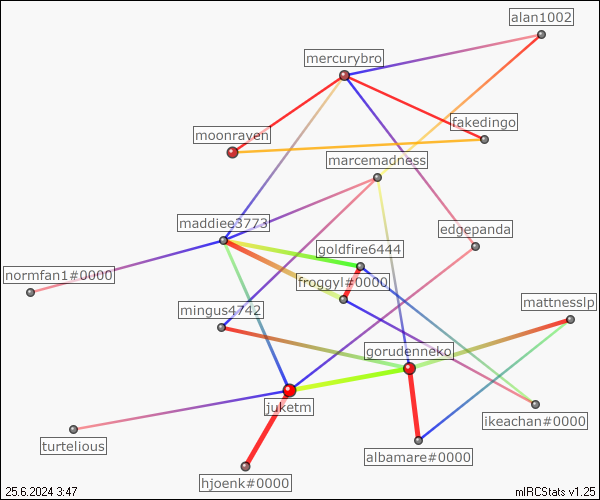 alan1002
mercurybro
fakedingo
moonraven
marcemadness
maddiee3773
edgepanda
goldfire6444
normfan1#0000
froggyl#0000
mattnesslp
mingus4742
gorudenneko
juketm
ikeachan#0000
turtelious
albamare#0000
hjoenk#0000
25.6.2024 3:47
mIRCStats v1.25